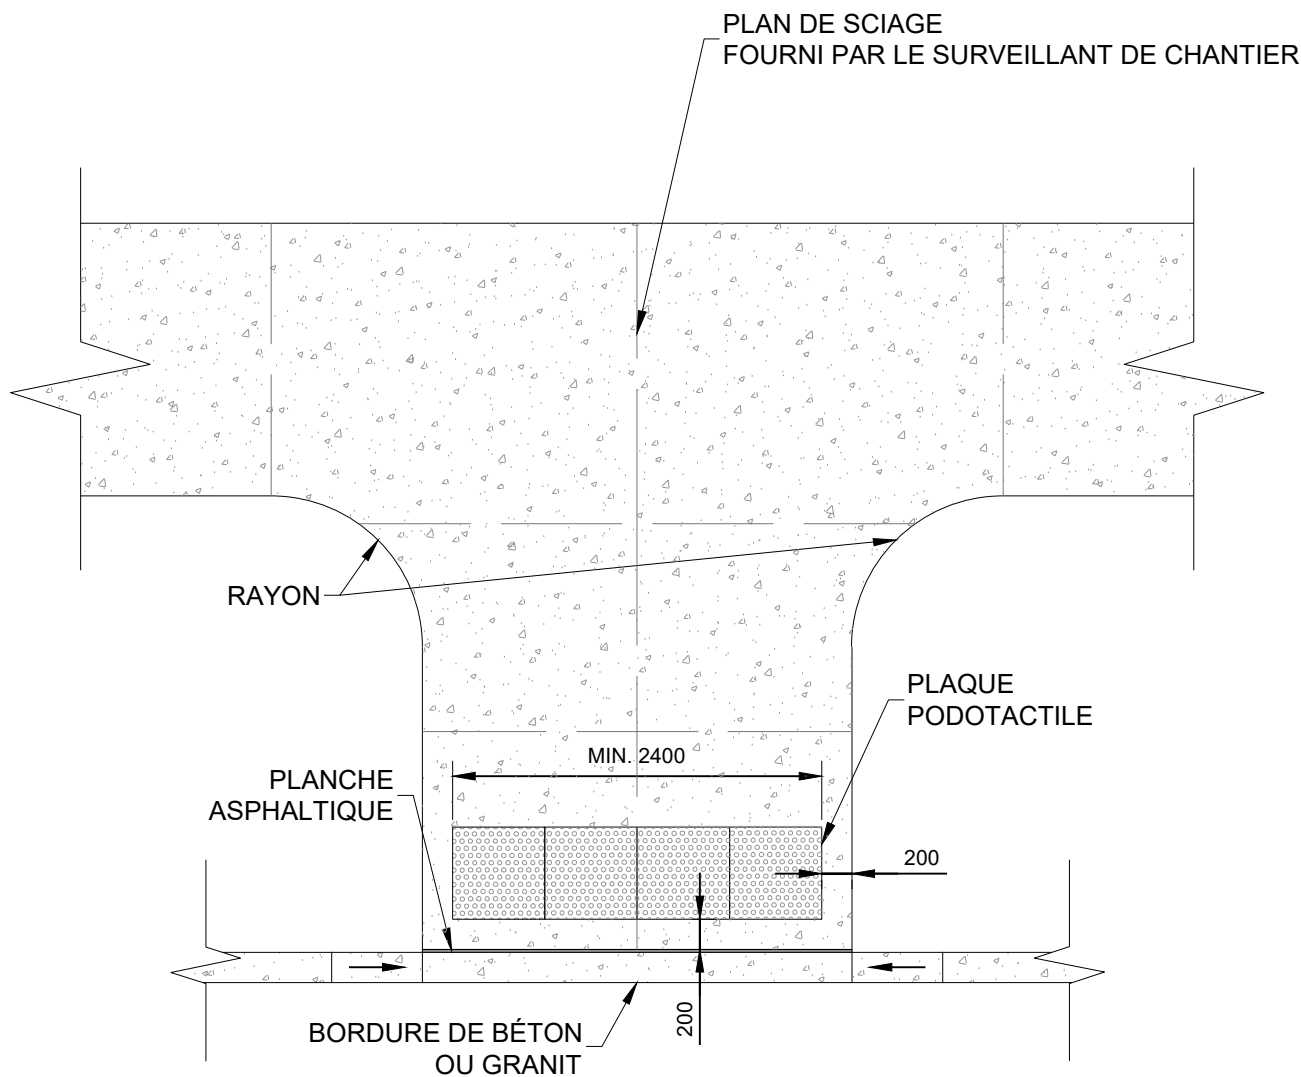 PLAN DE SCIAGE
FOURNI PAR LE SURVEILLANT DE CHANTIER
RAYON
PLAQUE
PODOTACTILE
MIN. 2400
PLANCHE
ASPHALTIQUE
200
200
BORDURE DE BÉTON
OU GRANIT